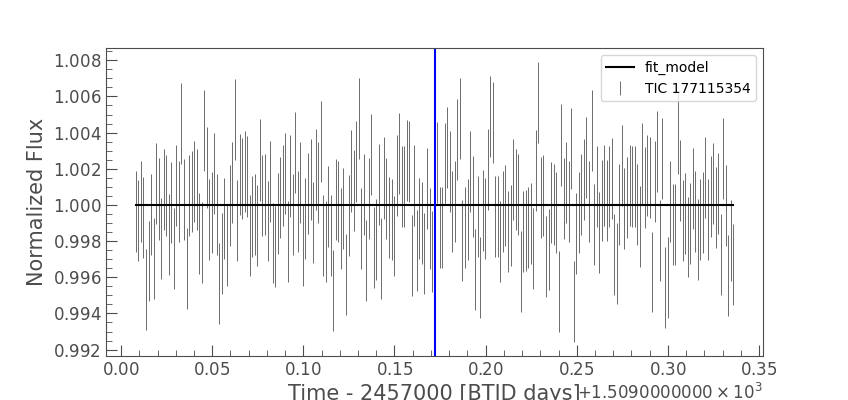 1.008
1.006
1.004
1.002
1.000
0.998
0.996
0.994
0.992
Normalized Flux
fit_model
TIC 177115354
0.00 0.05 0.10 0.15 0.20 0.25 0.30 0.35
Time - 2457000 [BTJD days]
+1.5090000000 × 10³